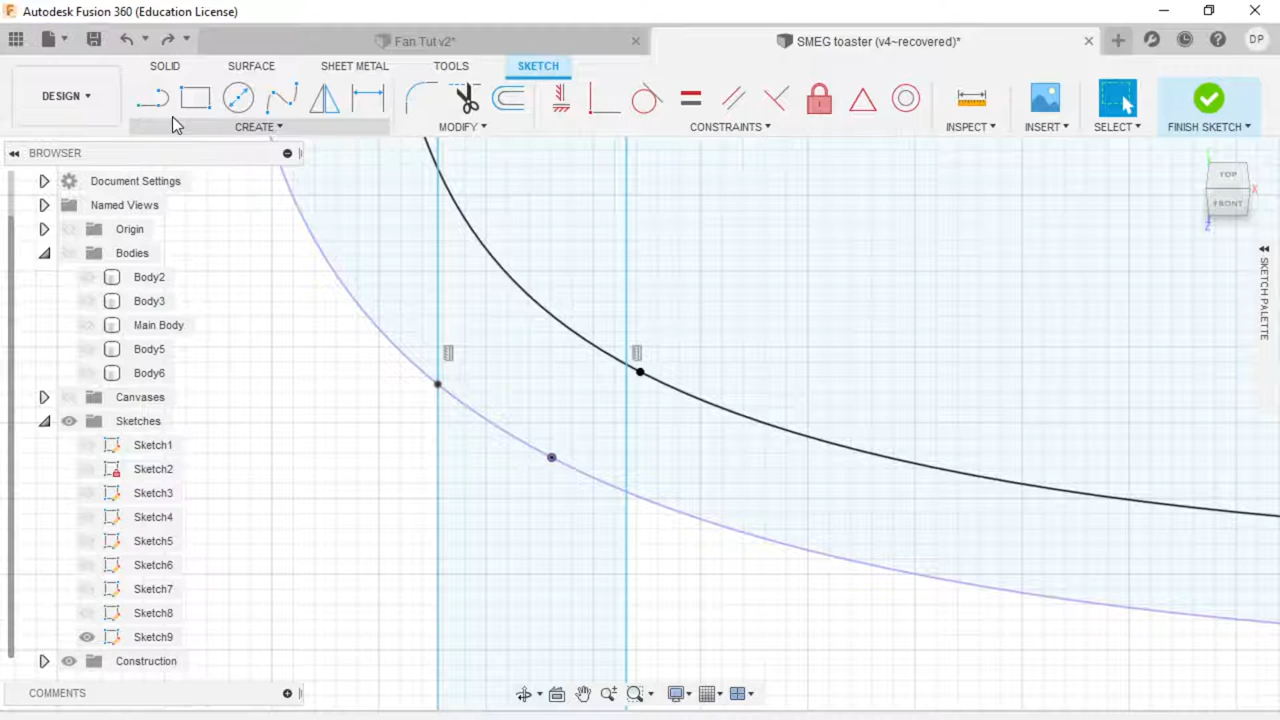 Autodesk Fusion 360 (Education License)
Fan Tut v2*
SMEG toaster (v4~recovered)*
DP
DESIGN
SOLID
SURFACE
SHEET METAL
TOOLS
SKETCH
CREATE
MODIFY
CONSTRAINTS
INSPECT
INSERT
SELECT
FINISH SKETCH
BROWSER
Document Settings
Named Views
Origin
Bodies
Body2
Body3
Main Body
Body5
Body6
Canvases
Sketches
Sketch1
Sketch2
Sketch3
Sketch4
Sketch5
Sketch6
Sketch7
Sketch8
Sketch9
Construction
COMMENTS
TOP
FRONT
X
Z
SKETCH PALETTE